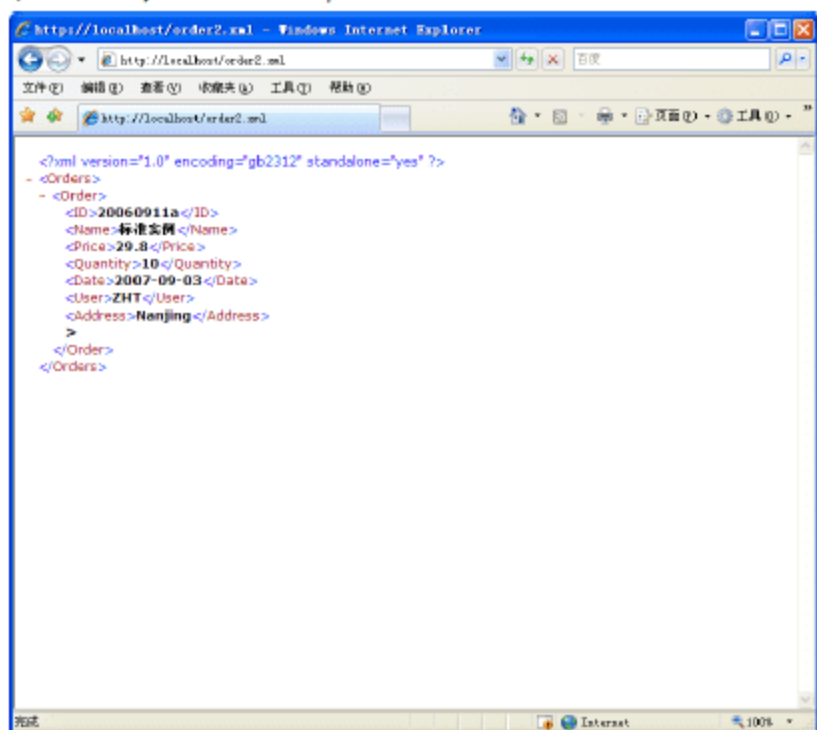 https://localhost/order2.xml - Windows Internet Explorer
http://localhost/order2.xml 百度
文件(F) 编辑(E) 查看(V) 收藏夹(A) 工具(T) 帮助(H)
http://localhost/order2.xml 页面(P) 工具(O) »
<?xml version="1.0" encoding="gb2312" standalone="yes" ?>
- <Orders>
- <Order>
<ID>20060911a</ID>
<Name>标准实例</Name>
<Price>29.8</Price>
<Quantity>10</Quantity>
<Date>2007-09-03</Date>
<User>ZHT</User>
<Address>Nanjing</Address>
>
</Order>
</Orders>
完成 Internet 100%